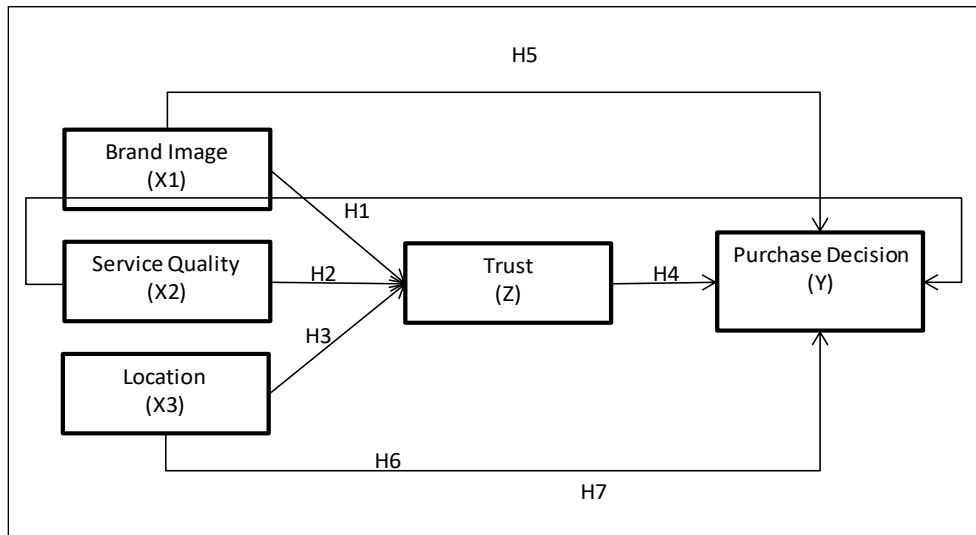 H5
Brand Image
(X1)
H1
Service Quality
(X2)
H2
Trust
(Z)
H4
Purchase Decision
(Y)
H3
Location
(X3)
H6
H7